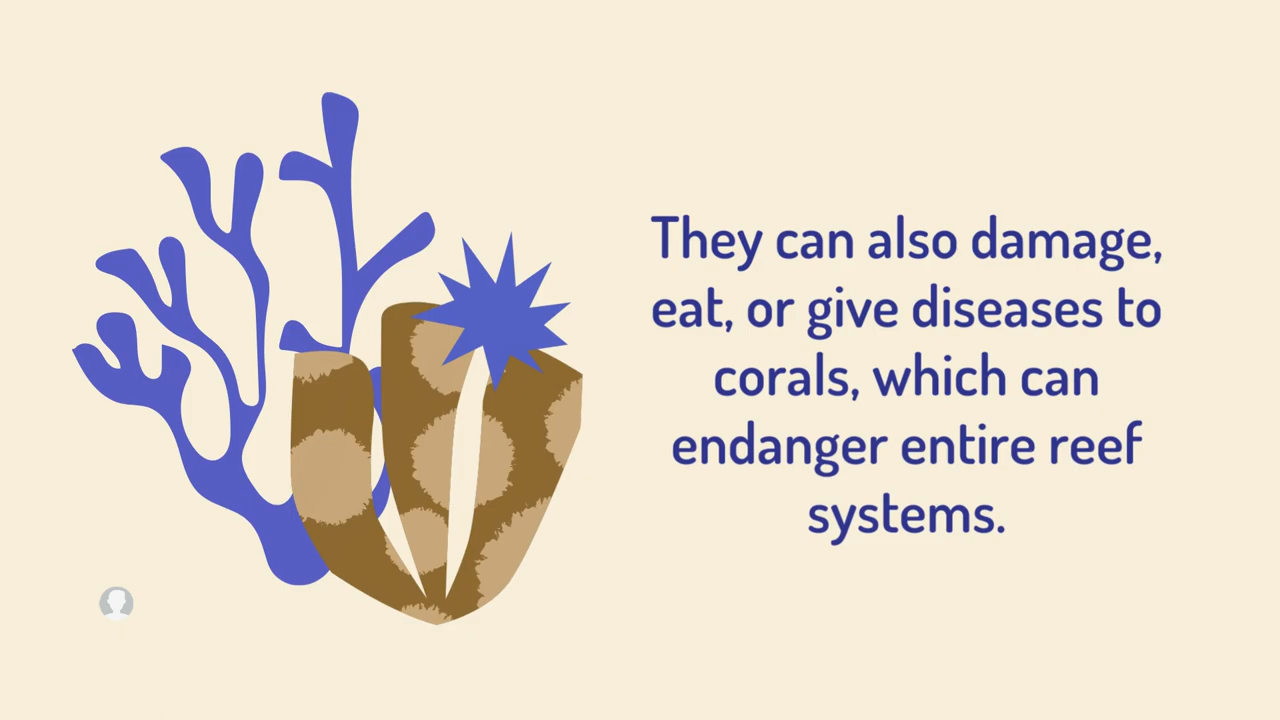 They can also damage,
eat, or give diseases to
corals, which can
endanger entire reef
systems.